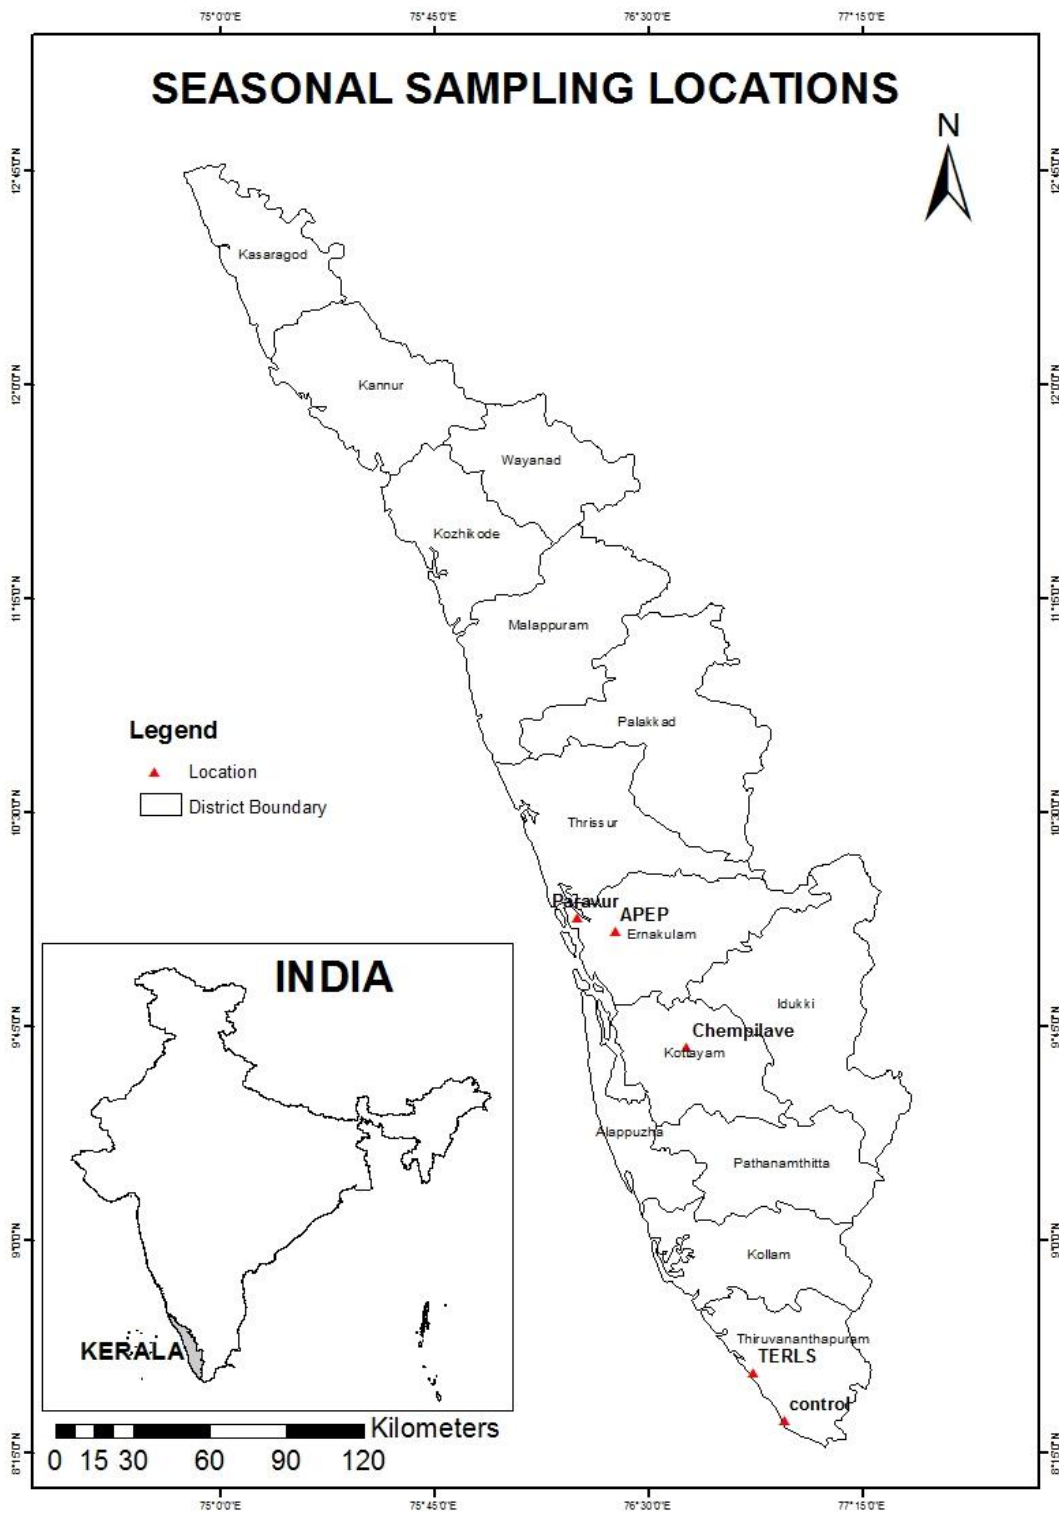 75°0'0"E 75°45'0"E 76°30'0"E 77°15'0"E
SEASONAL SAMPLING LOCATIONS
N
12°45'0"N 12°45'0"N
Kasaragod
12°0'0"N 12°0'0"N
Kannur
Wayanad
Kozhikode
11°15'0"N 11°15'0"N
Malappuram
Palakkad
Legend
Location
District Boundary
10°30'0"N 10°30'0"N
Thrissur
Paravur
APEP
Ernakulam
INDIA
Idukki
9°45'0"N 9°45'0"N
Chempilave
Kottayam
Alappuzha
Pathanamthitta
9°0'0"N 9°0'0"N
Kollam
Thiruvananthapuram
KERALA
TERLS
control
Kilometers
0 15 30 60 90 120
8°15'0"N 8°15'0"N
75°0'0"E 75°45'0"E 76°30'0"E 77°15'0"E